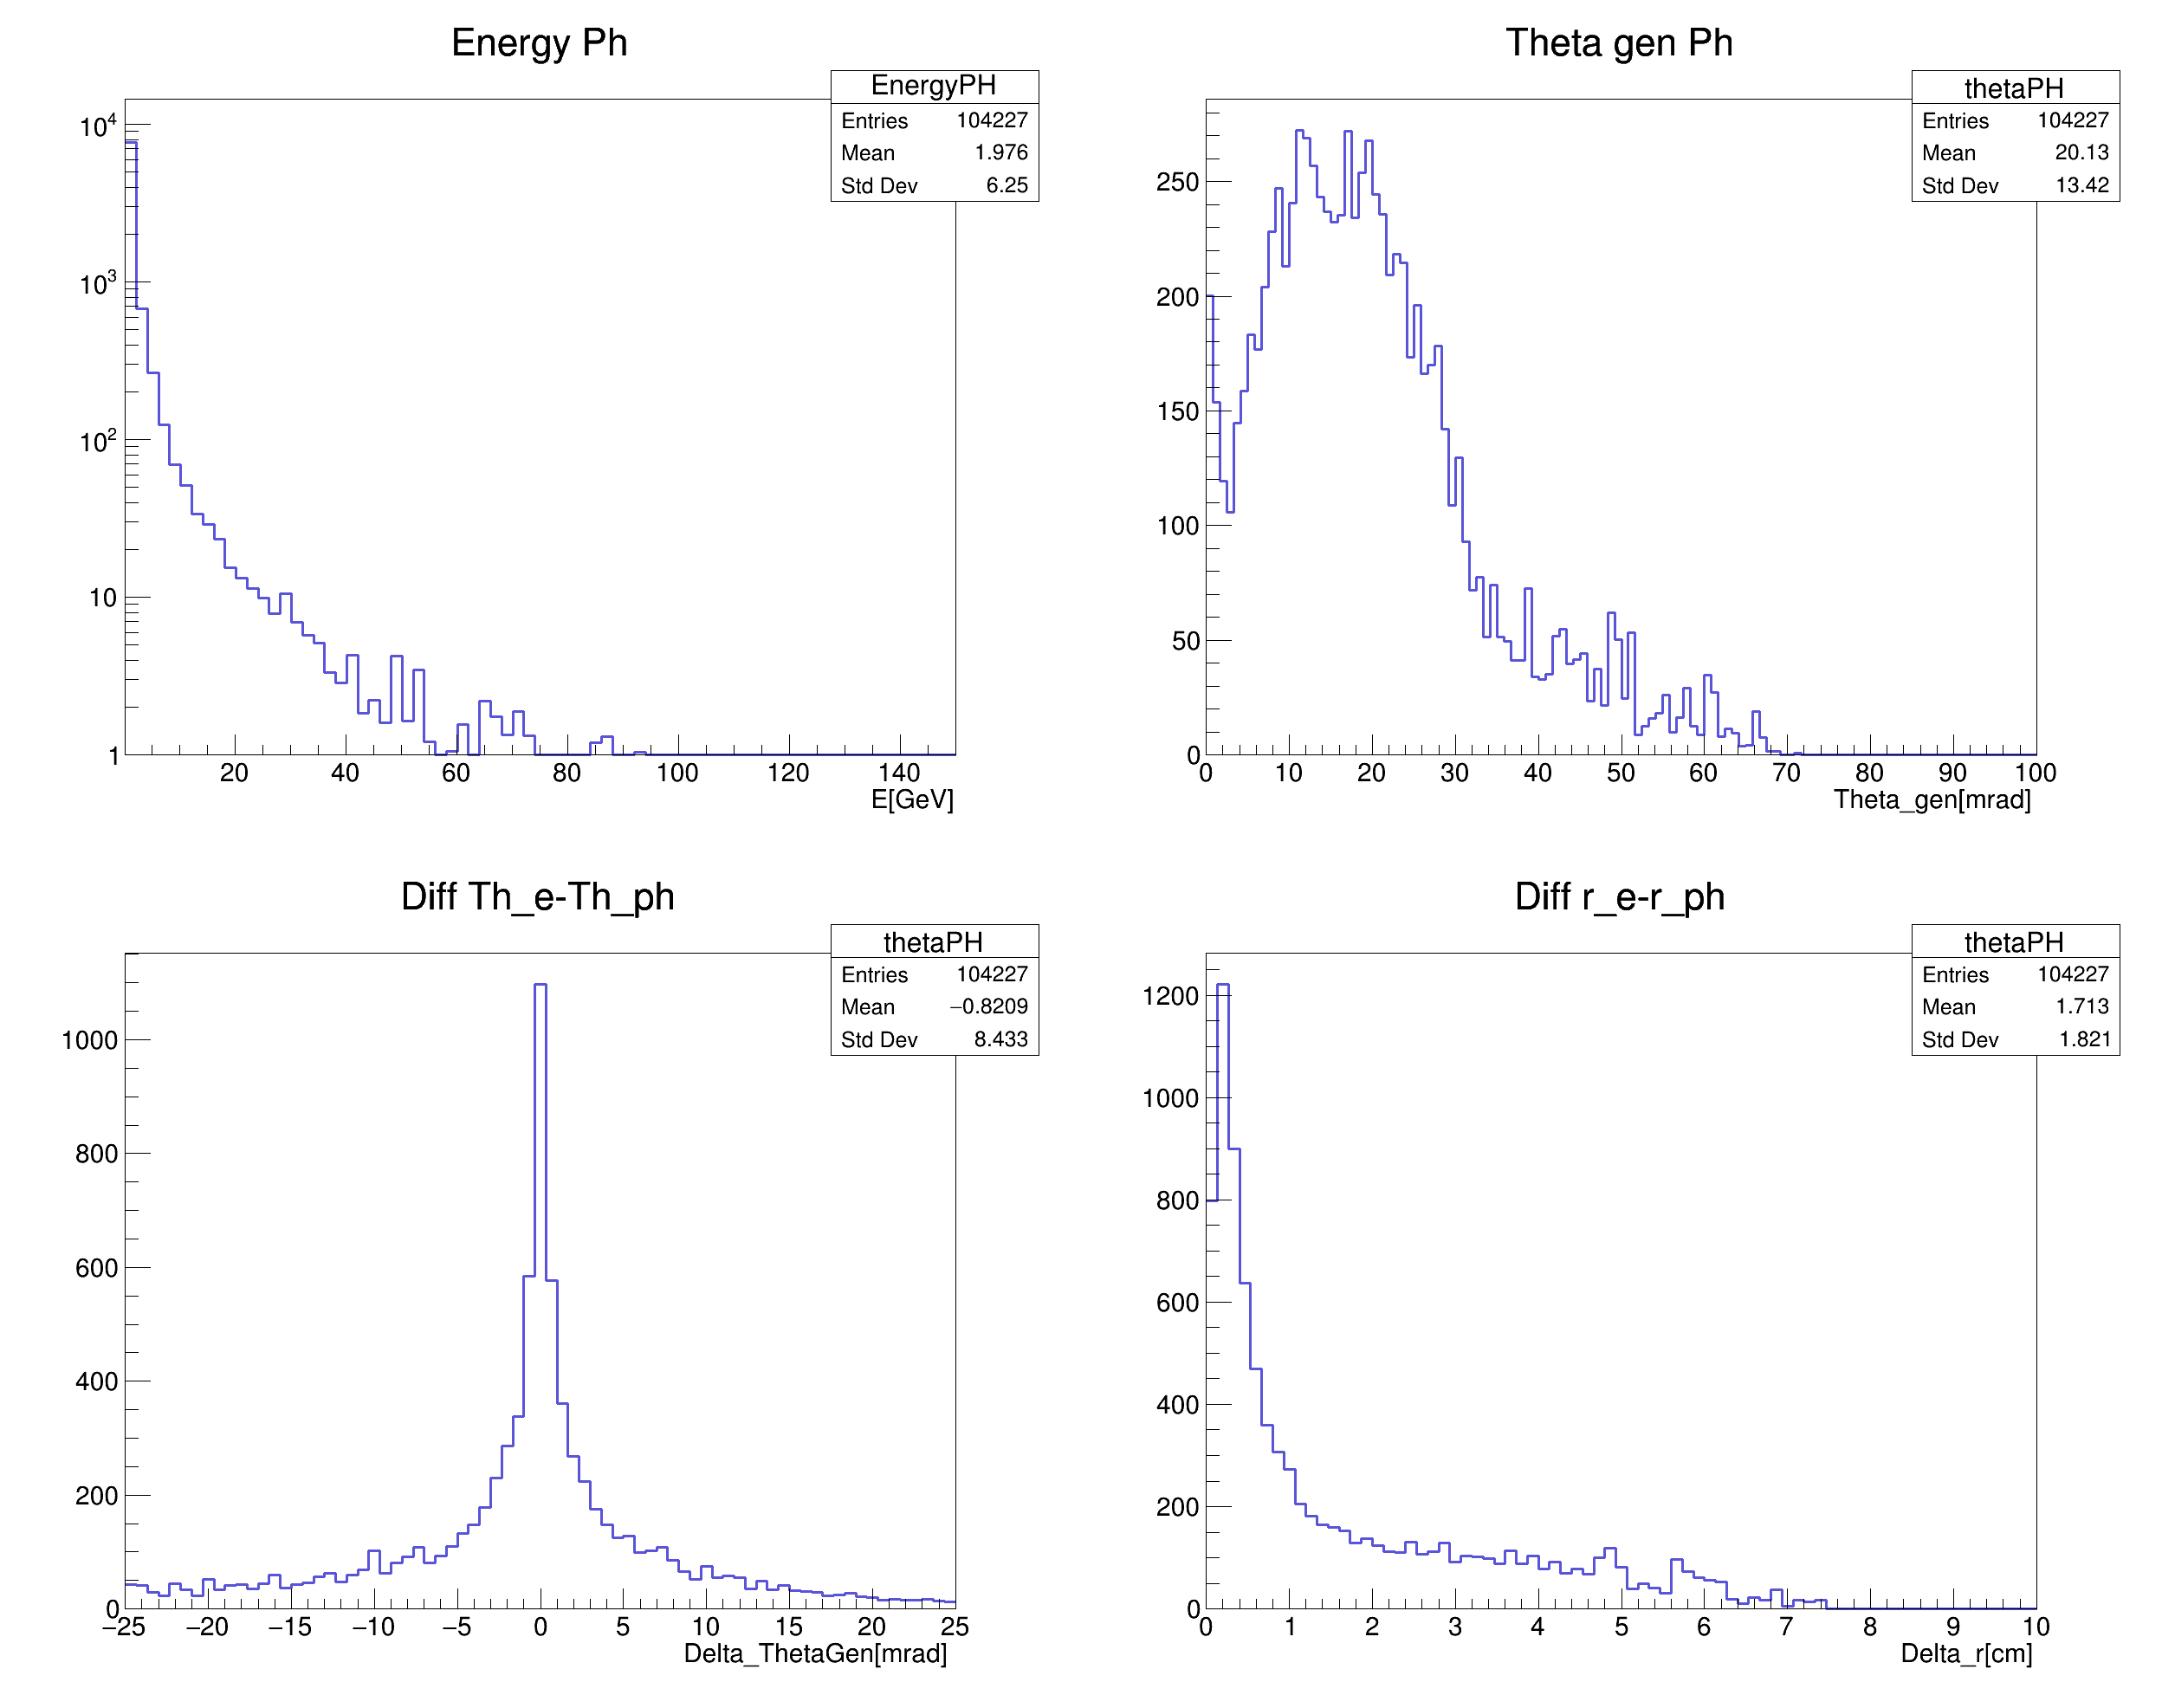 Energy Ph
EnergyPH
Entries 104227
Mean 1.976
Std Dev 6.25
10^4
10^3
10^2
10
1
20 40 60 80 100 120 140
E[GeV]
Theta gen Ph
thetaPH
Entries 104227
Mean 20.13
Std Dev 13.42
250
200
150
100
50
0
0 10 20 30 40 50 60 70 80 90 100
Theta_gen[mrad]
Diff Th_e-Th_ph
thetaPH
Entries 104227
Mean −0.8209
Std Dev 8.433
1000
800
600
400
200
0
−25 −20 −15 −10 −5 0 5 10 15 20 25
Delta_ThetaGen[mrad]
Diff r_e-r_ph
thetaPH
Entries 104227
Mean 1.713
Std Dev 1.821
1200
1000
800
600
400
200
0
0 1 2 3 4 5 6 7 8 9 10
Delta_r[cm]